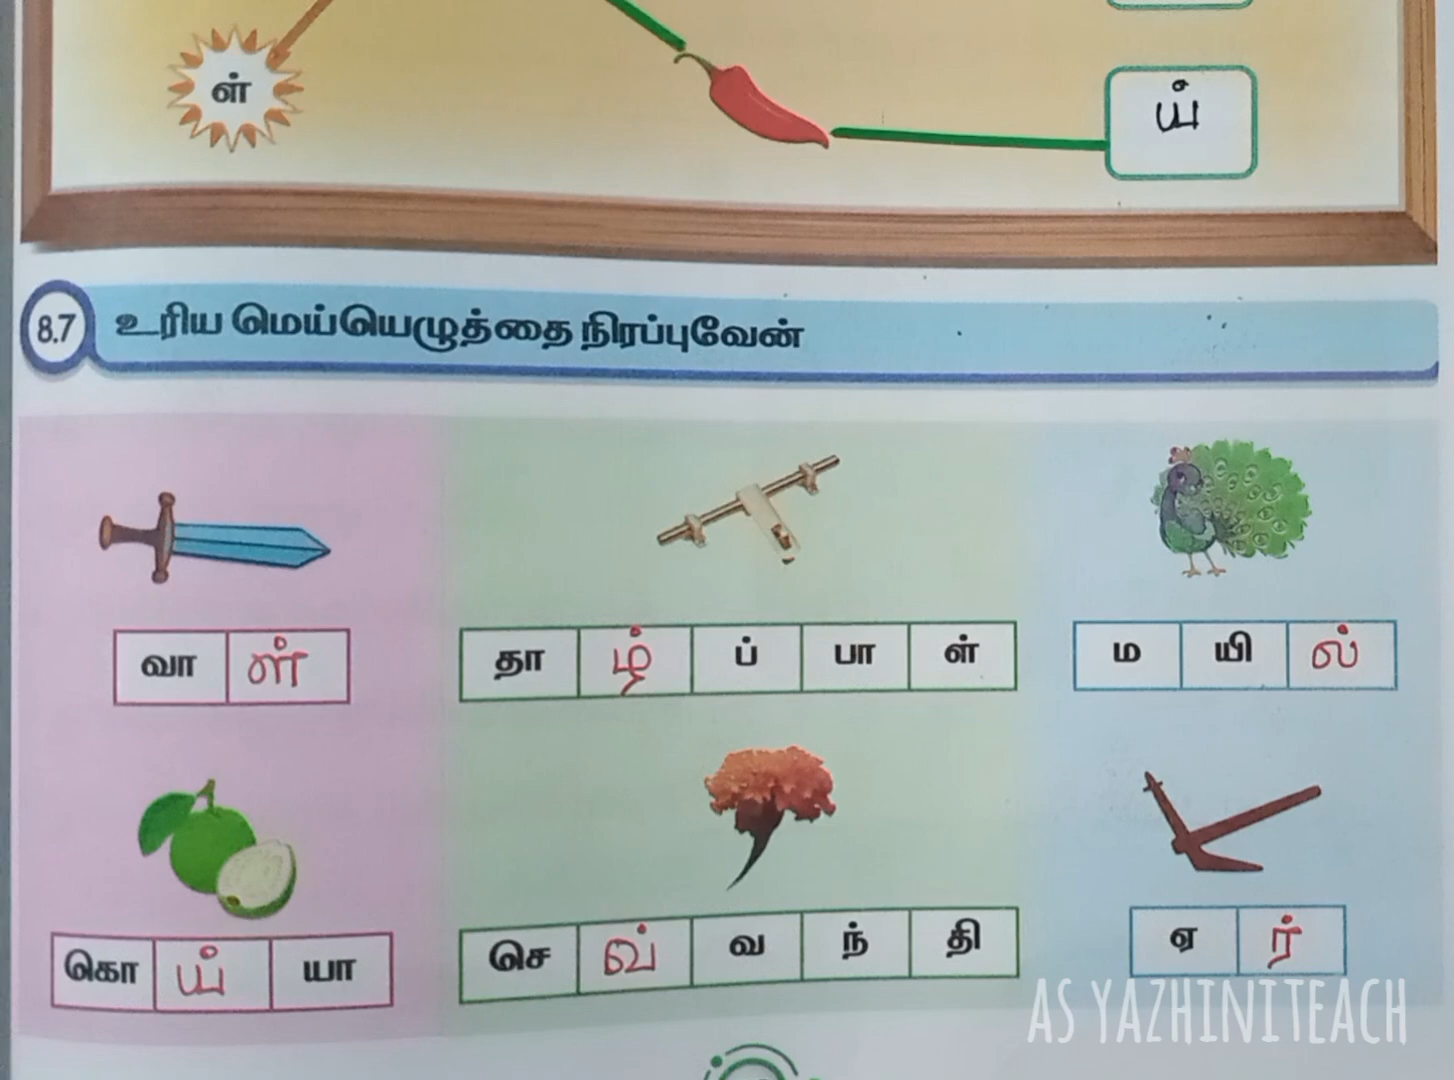 ள்
ய்
8.7 உரிய மெய்யெழுத்தை நிரப்புவேன்
வா ள்
தா ழ் ப் பா ள்
ம யி ல்
கொ ய் யா
செ வ் வ ந் தி
ஏ ர்
AS YAZHINITEACH